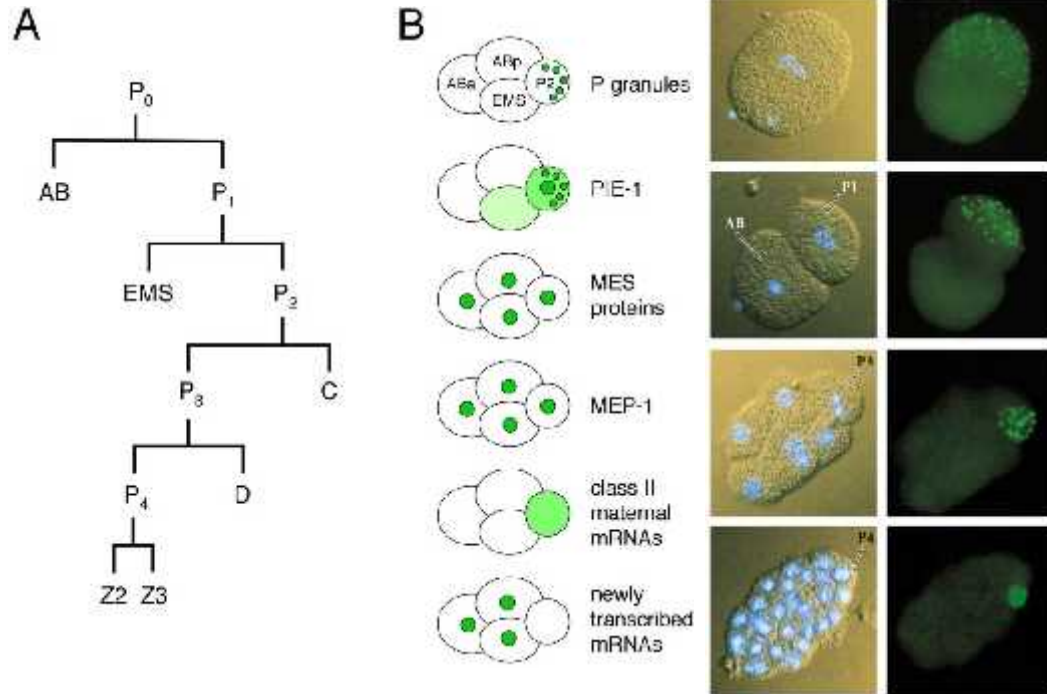 A
P0
AB
P1
EMS
P2
P3
C
P4
D
Z2 Z3
B
ABa
ABp
EMS
P2
P granules
PIE-1
MES
proteins
MEP-1
class II
maternal
mRNAs
newly
transcribed
mRNAs
P1
AB
P4